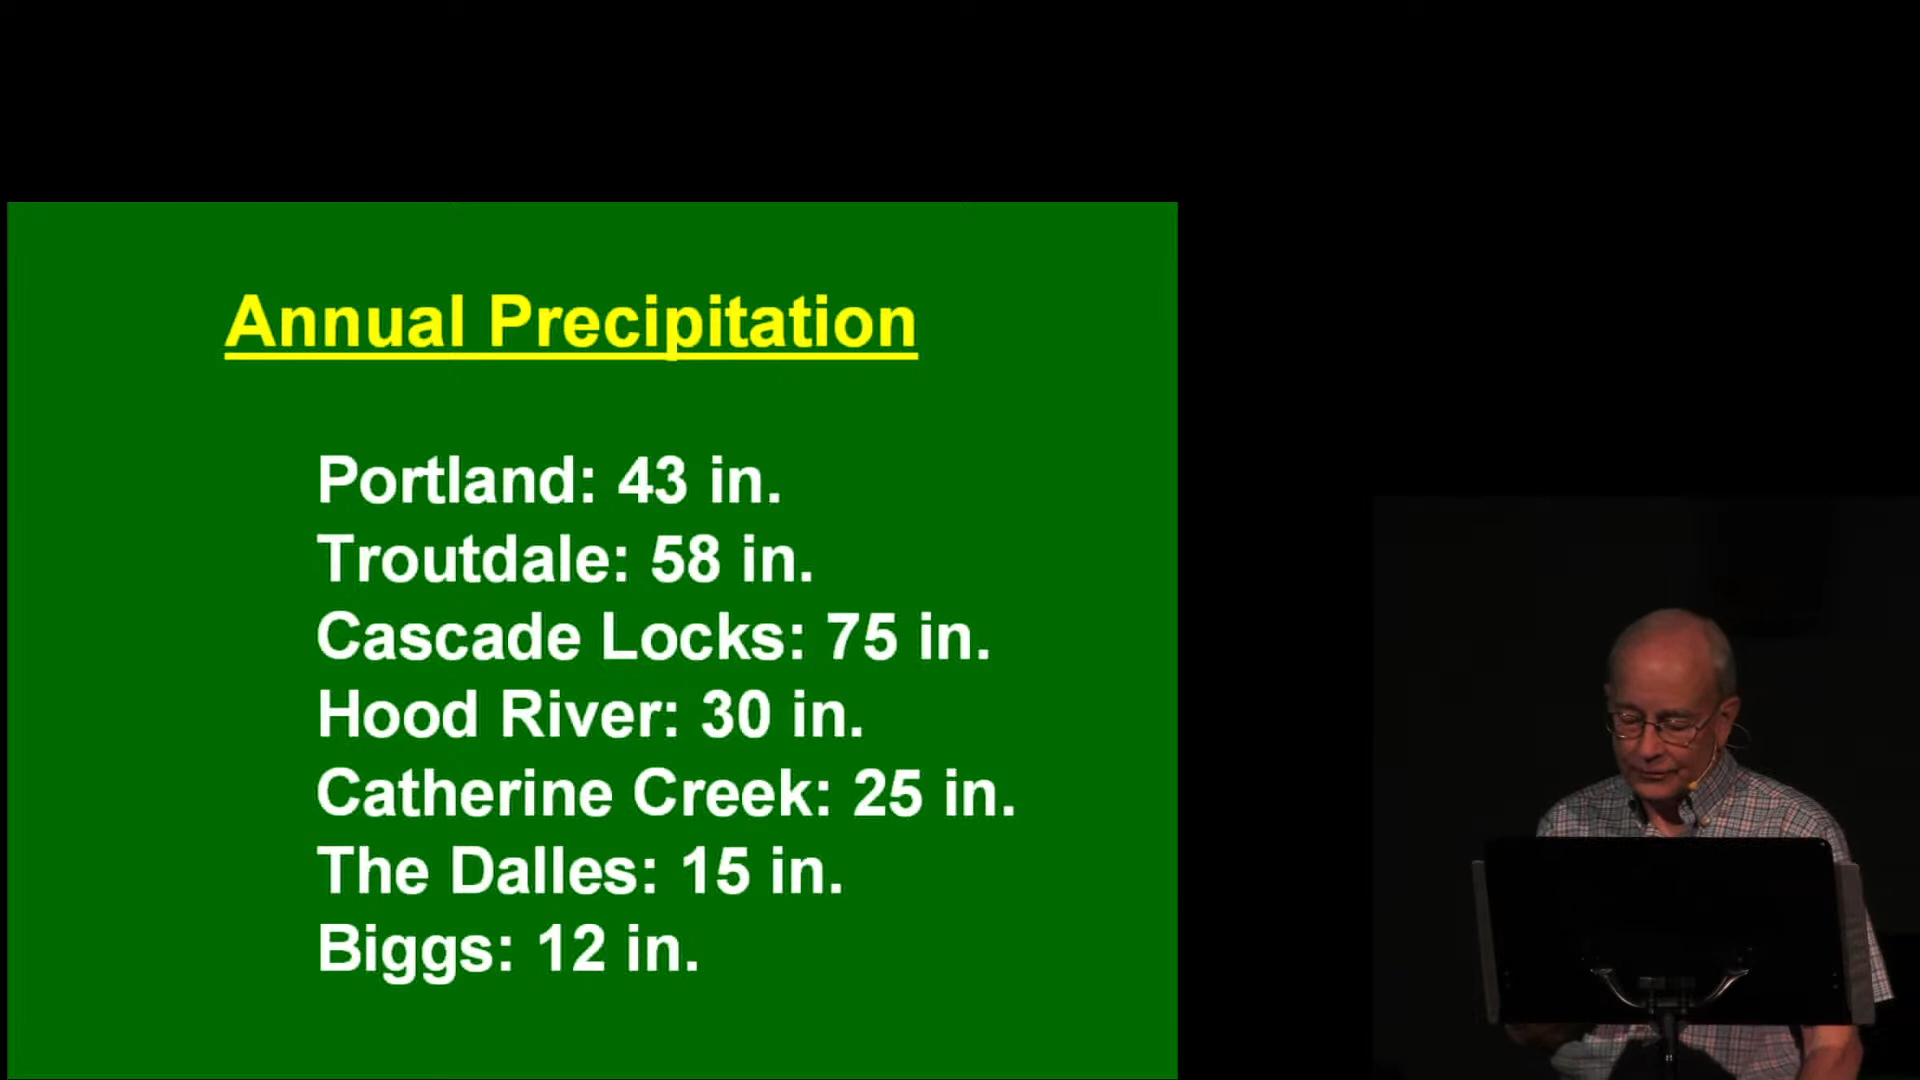 Annual Precipitation
Portland: 43 in.
Troutdale: 58 in.
Cascade Locks: 75 in.
Hood River: 30 in.
Catherine Creek: 25 in.
The Dalles: 15 in.
Biggs: 12 in.